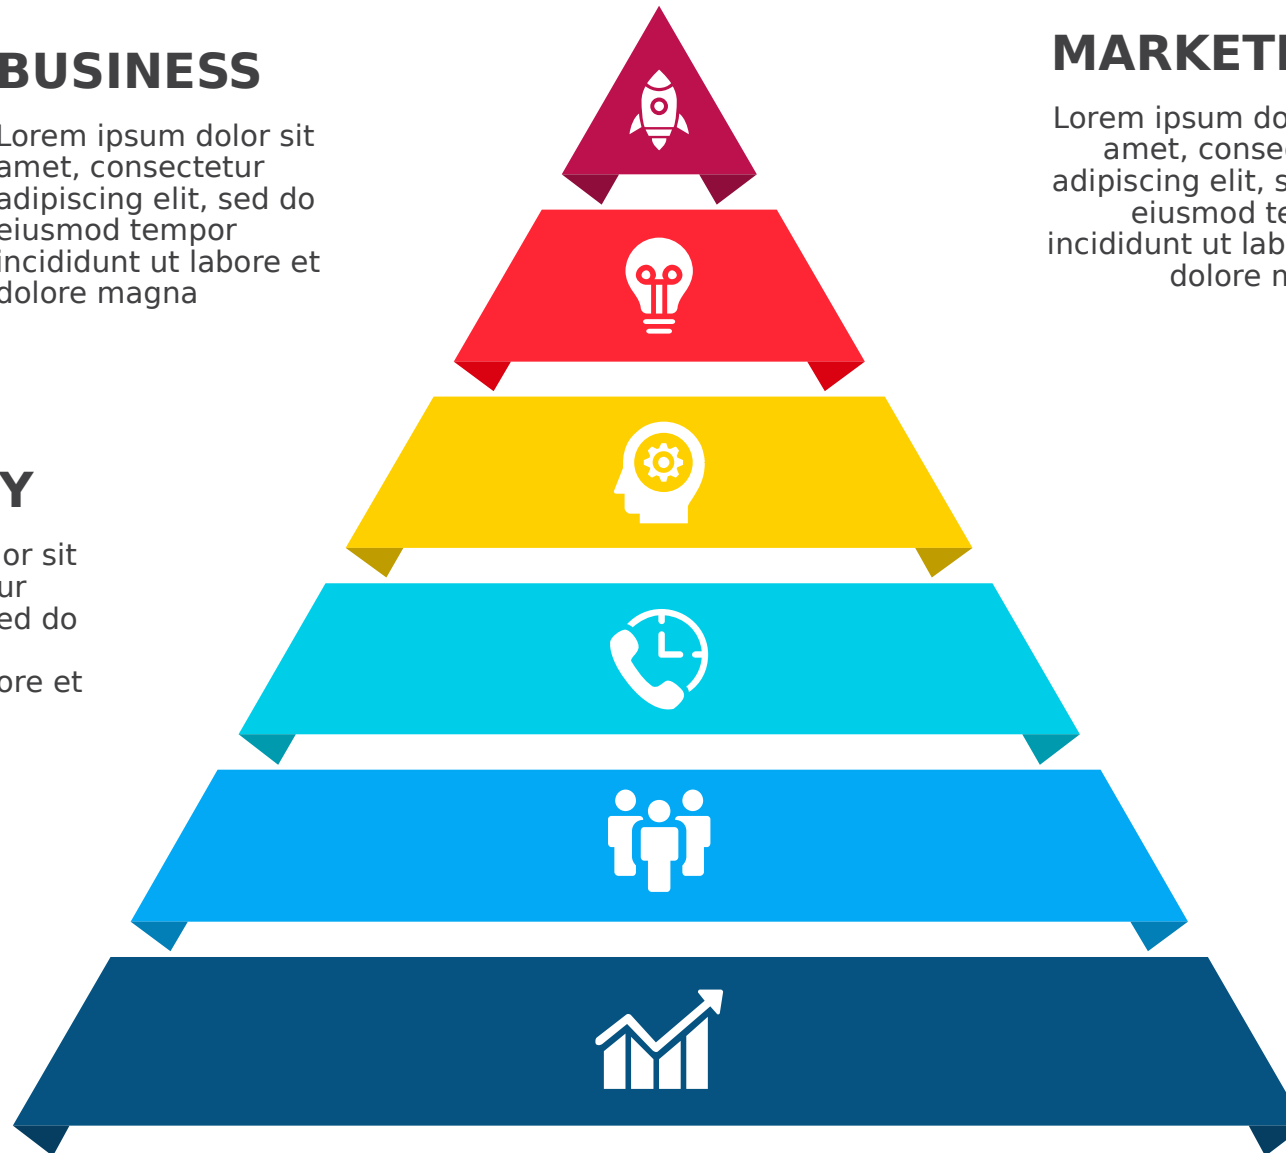 BUSINESS
Lorem ipsum dolor sit
amet, consectetur
adipiscing elit, sed do
eiusmod tempor
incididunt ut labore et
dolore magna
MARKETI
Lorem ipsum do
amet, conse
adipiscing elit, s
eiusmod te
incididunt ut lab
dolore m
Y
or sit
ur
ed do
ore et